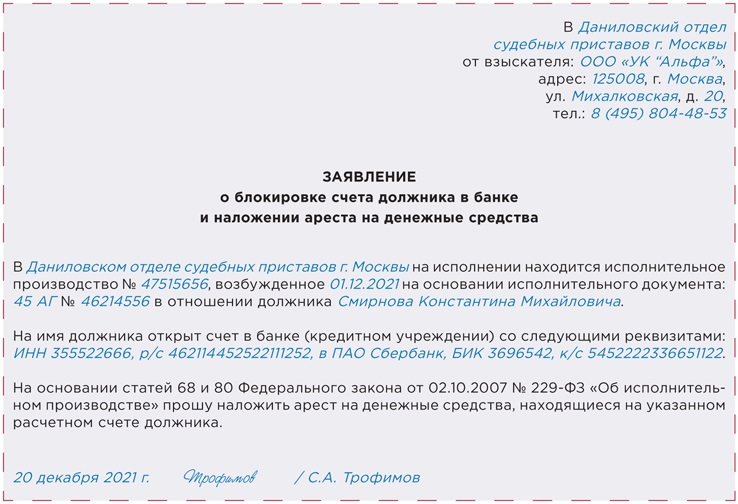 В Даниловский отдел
судебных приставов г. Москвы
от взыскателя: ООО «УК “Альфа”»,
адрес: 125008, г. Москва,
ул. Михалковская, д. 20,
тел.: 8 (495) 804-48-53
ЗАЯВЛЕНИЕ
о блокировке счета должника в банке
и наложении ареста на денежные средства
В Даниловском отделе судебных приставов г. Москвы на исполнении находится исполнительное
производство № 47515656, возбужденное 01.12.2021 на основании исполнительного документа:
45 АГ № 46214556 в отношении должника Смирнова Константина Михайловича.
На имя должника открыт счет в банке (кредитном учреждении) со следующими реквизитами:
ИНН 355522666, р/с 462114452522111252, в ПАО Сбербанк, БИК 3696542, к/с 5452222336651122.
На основании статей 68 и 80 Федерального закона от 02.10.2007 № 229-ФЗ «Об исполнитель-
ном производстве» прошу наложить арест на денежные средства, находящиеся на указанном
расчетном счете должника.
20 декабря 2021 г. Трофимов / С.А. Трофимов